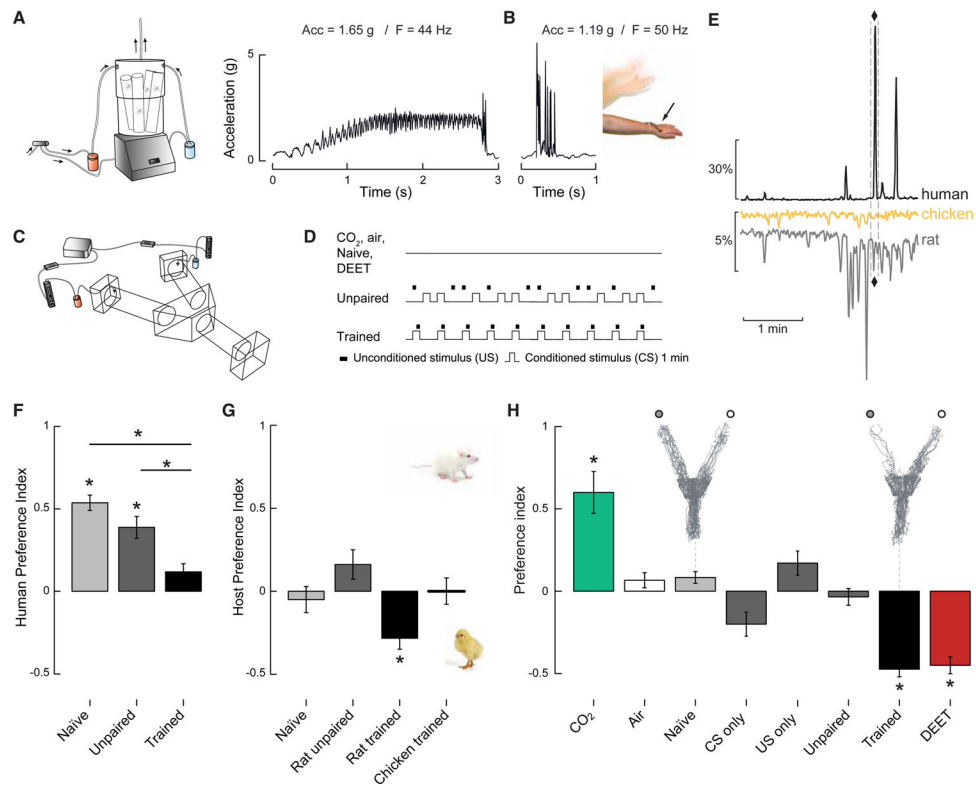 A
Acc = 1.65 g / F = 44 Hz
Acceleration (g)
5
0
0
1
2
3
Time (s)
B
Acc = 1.19 g / F = 50 Hz
0
1
Time (s)
C
D
CO2, air,
Naive,
DEET
Unpaired
Trained
Unconditioned stimulus (US)
Conditioned stimulus (CS) 1 min
E
30%
human
chicken
5%
rat
1 min
F
Human Preference Index
1
0.5
0
-0.5
*
*
*
*
Naïve
Unpaired
Trained
G
Host Preference Index
1
0.5
0
-0.5
*
Naïve
Rat unpaired
Rat trained
Chicken trained
H
Preference index
1
0.5
0
-0.5
*
*
*
CO2
Air
Naïve
CS only
US only
Unpaired
Trained
DEET